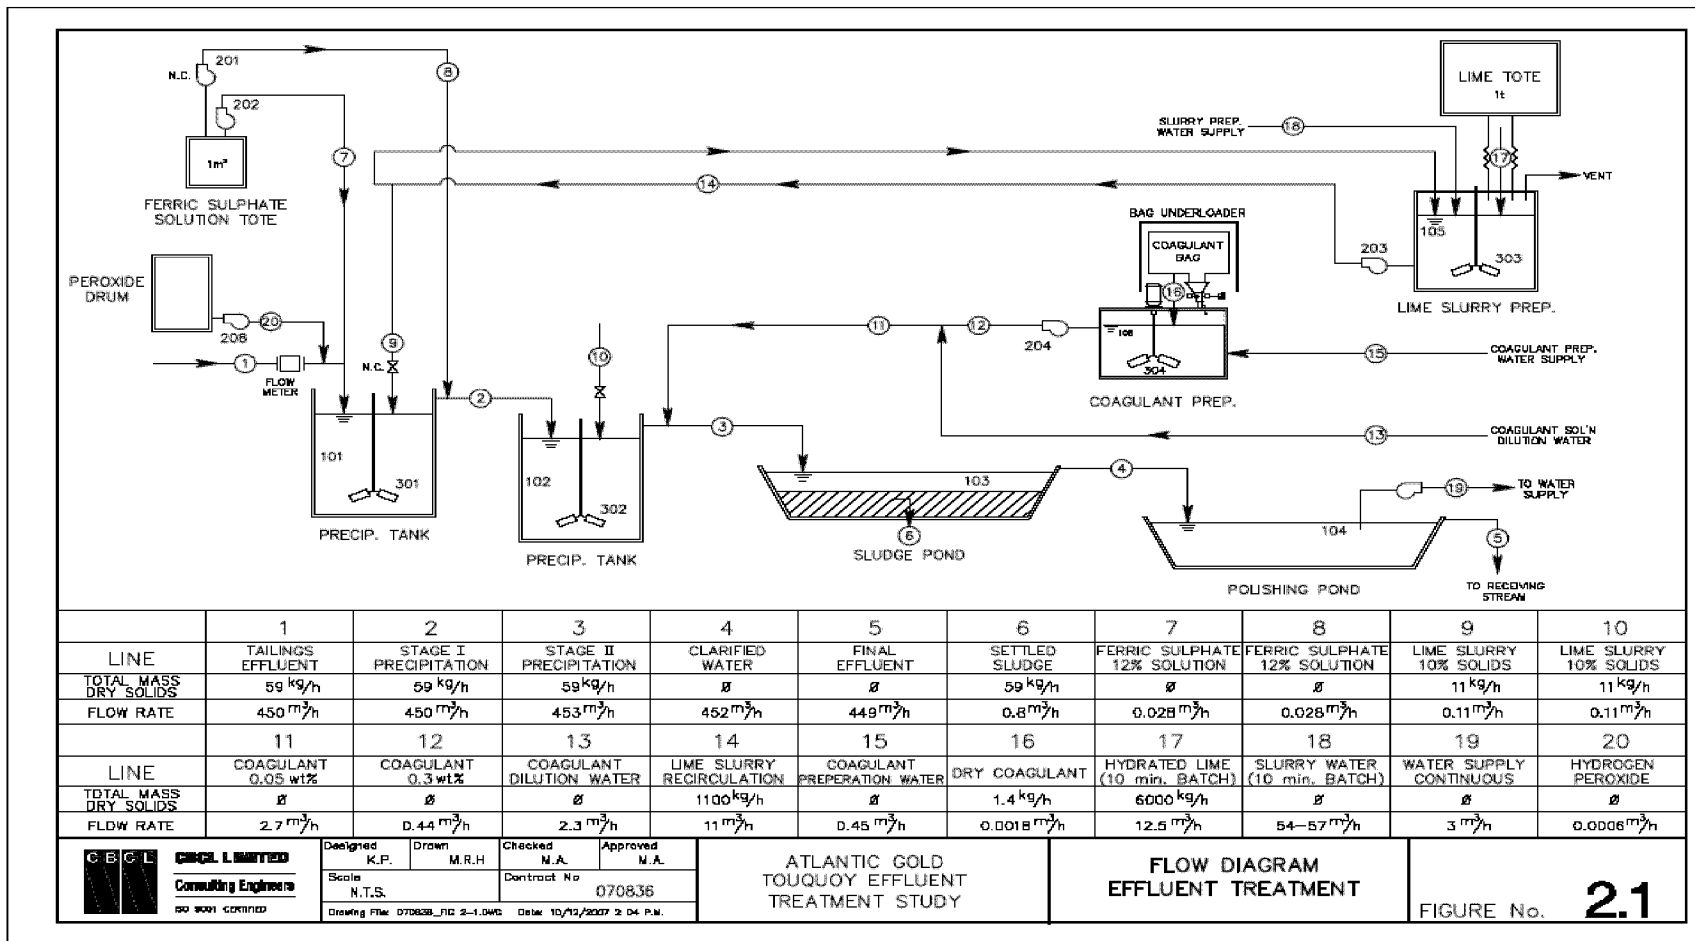 201
N.C.
202
8
1m³
7
FERRIC SULPHATE
SOLUTION TOTE
LIME TOTE
1t
SLURRY PREP.
WATER SUPPLY
18
17
VENT
14
105
303
203
LIME SLURRY PREP.
BAG UNDERLOADER
COAGULANT
BAG
16
PEROXIDE
DRUM
208
20
1
FLOW
METER
9
N.C.
10
11
12
204
304
COAGULANT PREP.
15
COAGULANT PREP.
WATER SUPPLY
13
COAGULANT SOL'N
DILUTION WATER
2
3
4
101
301
PRECIP. TANK
102
302
PRECIP. TANK
103
6
SLUDGE POND
19
TO WATER
SUPPLY
104
5
POLISHING POND
TO RECEIVING
STREAM
1 2 3 4 5 6 7 8 9 10
LINE TAILINGS EFFLUENT STAGE I PRECIPITATION STAGE II PRECIPITATION CLARIFIED WATER FINAL EFFLUENT SETTLED SLUDGE FERRIC SULPHATE 12% SOLUTION FERRIC SULPHATE 12% SOLUTION LIME SLURRY 10% SOLIDS LIME SLURRY 10% SOLIDS
TOTAL MASS DRY SOLIDS 59 kg/h 59 kg/h 59 kg/h Ø Ø 59 kg/h Ø Ø 11 kg/h 11 kg/h
FLOW RATE 450 m³/h 450 m³/h 453 m³/h 452 m³/h 449 m³/h 0.8 m³/h 0.028 m³/h 0.028 m³/h 0.11 m³/h 0.11 m³/h
11 12 13 14 15 16 17 18 19 20
LINE COAGULANT 0.05 wt% COAGULANT 0.3 wt% COAGULANT DILUTION WATER LIME SLURRY RECIRCULATION COAGULANT PREPERATION WATER DRY COAGULANT HYDRATED LIME (10 min. BATCH) SLURRY WATER (10 min. BATCH) WATER SUPPLY CONTINUOUS HYDROGEN PEROXIDE
TOTAL MASS DRY SOLIDS Ø Ø Ø 1100 kg/h Ø 1.4 kg/h 6000 kg/h Ø Ø Ø
FLOW RATE 2.7 m³/h 0.44 m³/h 2.3 m³/h 11 m³/h 0.45 m³/h 0.0018 m³/h 12.5 m³/h 54-57 m³/h 3 m³/h 0.0006 m³/h
CBCL
CBCL LIMITED
Consulting Engineers
ISO 9001 CERTIFIED
Designed K.P. Drawn M.R.H Checked M.A. Approved M.A.
Scale N.T.S. Contract No 070836
Drawing File: 070836_FIG 2-1.DWG Date: 10/12/2007 2 04 P.M.
ATLANTIC GOLD
TOUQUOY EFFLUENT
TREATMENT STUDY
FLOW DIAGRAM
EFFLUENT TREATMENT
FIGURE No. 2.1